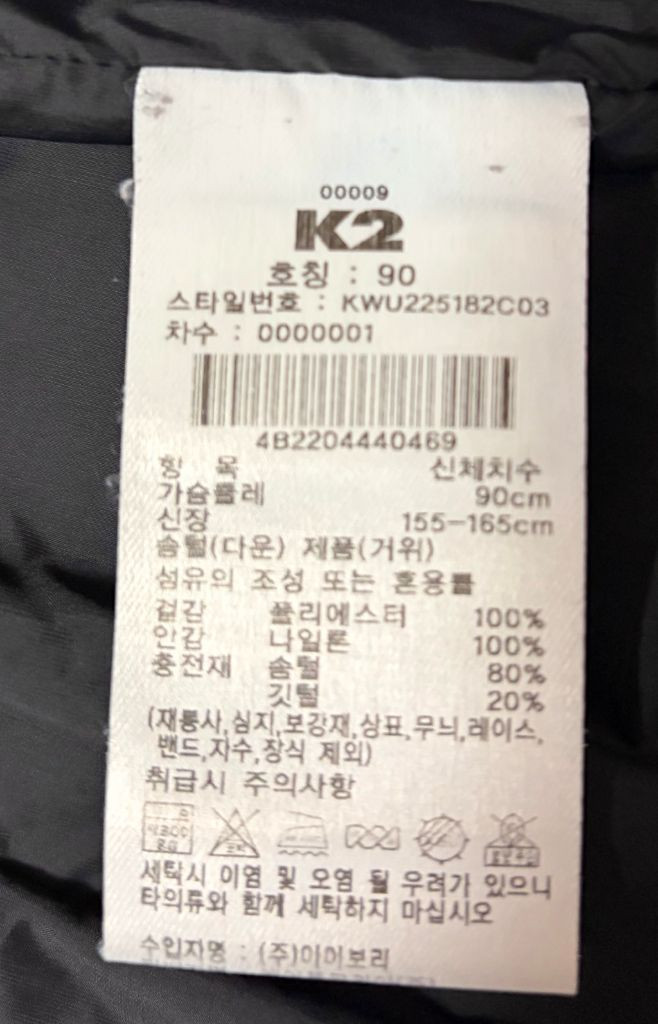 00009
K2
호칭 : 90
스타일번호 : KWU225182C03
차수 : 0000001
4B2204440469
항 목 신체치수
가슴둘레 90cm
신장 155-165cm
솜털(다운) 제품(거위)
섬유의 조성 또는 혼용률
겉감 폴리에스터 100%
안감 나일론 100%
충전재 솜털 80%
깃털 20%
(재봉사,심지,보강재,상표,무늬,레이스,
밴드,자수,장식 제외)
취급시 주의사항
세탁시 이염 및 오염 될 우려가 있으니
타의류와 함께 세탁하지 마십시오
수입자명 : (주)이어보리